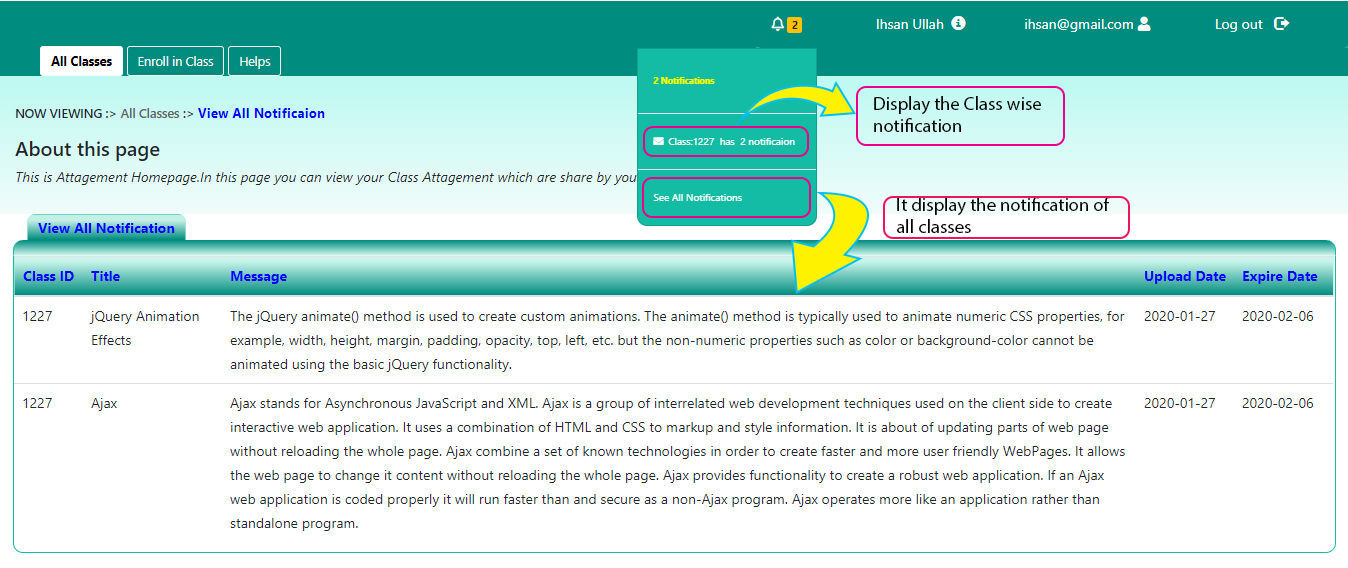 2
Ihsan Ullah
ihsan@gmail.com
Log out
All Classes
Enroll in Class
Helps
2 Notifications
Display the Class wise
notification
NOW VIEWING :> All Classes :> View All Notificaion
Class:1227 has 2 notificaion
About this page
This is Attagement Homepage.In this page you can view your Class Attagement which are share by you
See All Notifications
It display the notification of
all classes
View All Notification
Class ID
Title
Message
Upload Date
Expire Date
1227
jQuery Animation
Effects
The jQuery animate() method is used to create custom animations. The animate() method is typically used to animate numeric CSS properties, for
example, width, height, margin, padding, opacity, top, left, etc. but the non-numeric properties such as color or background-color cannot be
animated using the basic jQuery functionality.
2020-01-27
2020-02-06
1227
Ajax
Ajax stands for Asynchronous JavaScript and XML. Ajax is a group of interrelated web development techniques used on the client side to create
interactive web application. It uses a combination of HTML and CSS to markup and style information. It is about of updating parts of web page
without reloading the whole page. Ajax combine a set of known technologies in order to create faster and more user friendly WebPages. It allows
the web page to change it content without reloading the whole page. Ajax provides functionality to create a robust web application. If an Ajax
web application is coded properly it will run faster than and secure as a non-Ajax program. Ajax operates more like an application rather than
standalone program.
2020-01-27
2020-02-06